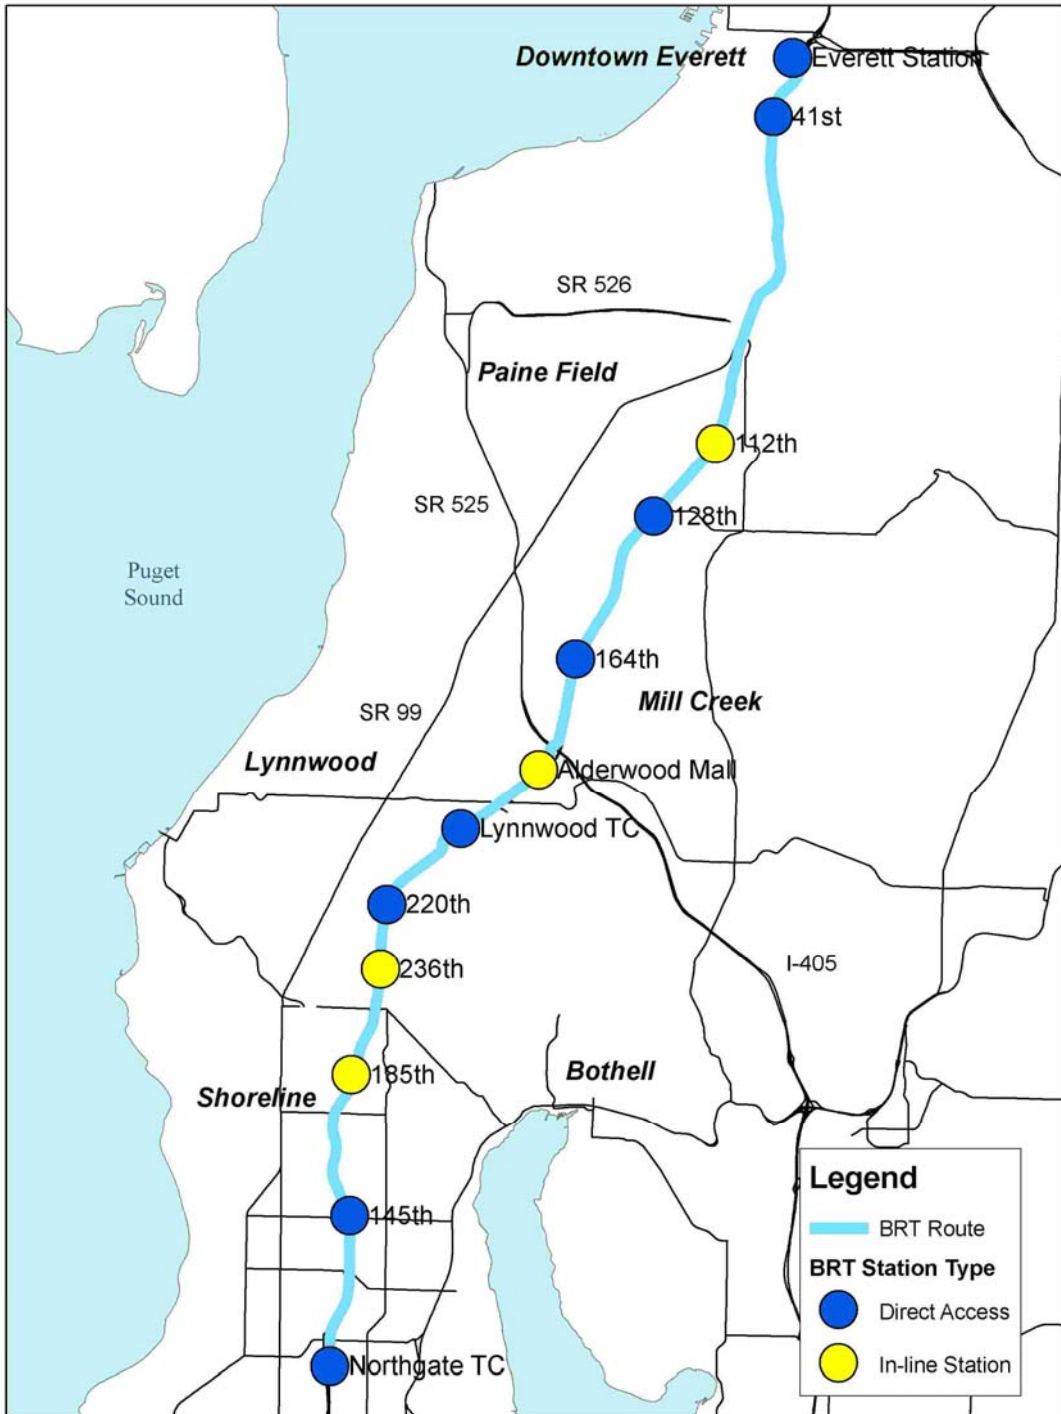 Downtown Everett
Everett Station
41st
SR 526
Paine Field
112th
SR 525
128th
Puget
Sound
164th
Mill Creek
SR 99
Lynnwood
Alderwood Mall
Lynnwood TC
220th
236th
I-405
Bothell
185th
Shoreline
145th
Northgate TC
Legend
BRT Route
BRT Station Type
Direct Access
In-line Station